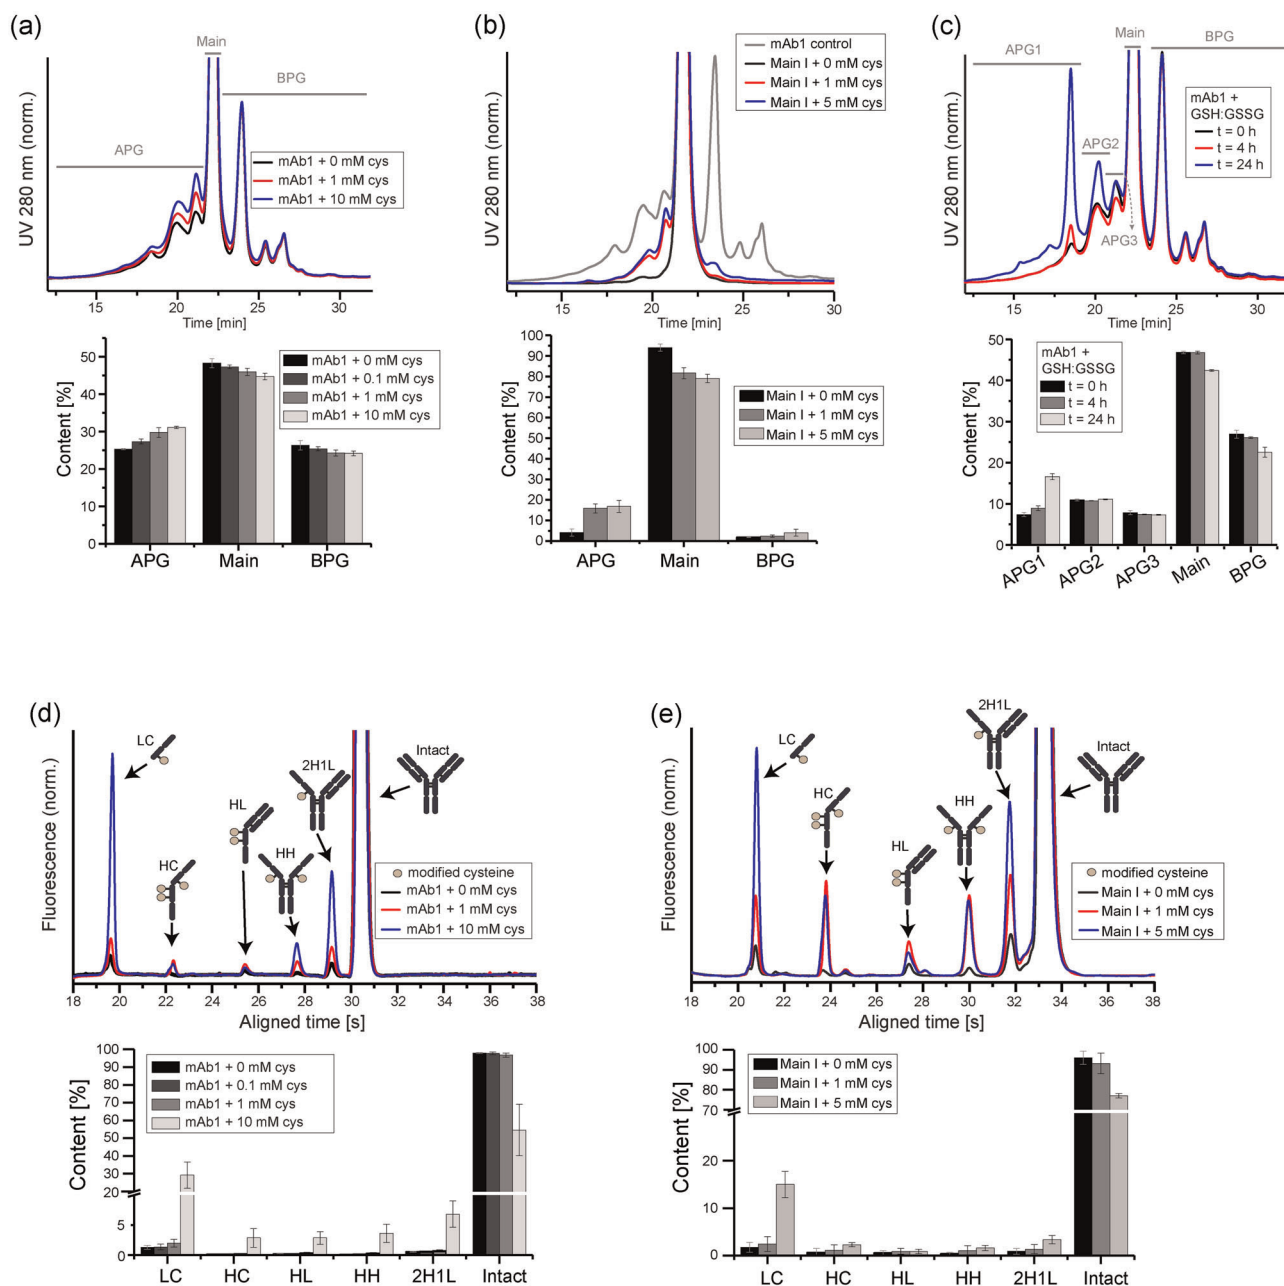 (a)
Main
BPG
APG
UV 280 nm (norm.)
mAb1 + 0 mM cys
mAb1 + 1 mM cys
mAb1 + 10 mM cys
15 20 25 30
Time [min]
Content [%]
50
40
30
20
10
0
mAb1 + 0 mM cys
mAb1 + 0.1 mM cys
mAb1 + 1 mM cys
mAb1 + 10 mM cys
APG Main BPG
(b)
UV 280 nm (norm.)
mAb1 control
Main I + 0 mM cys
Main I + 1 mM cys
Main I + 5 mM cys
15 20 25 30
Time [min]
Content [%]
100
90
80
70
60
50
40
30
20
10
0
Main I + 0 mM cys
Main I + 1 mM cys
Main I + 5 mM cys
APG Main BPG
(c)
Main
APG1
BPG
APG2
APG3
UV 280 nm (norm.)
mAb1 +
GSH:GSSG
t = 0 h
t = 4 h
t = 24 h
15 20 25 30
Time [min]
Content [%]
50
40
30
20
10
0
mAb1 +
GSH:GSSG
t = 0 h
t = 4 h
t = 24 h
APG1 APG2 APG3 Main BPG
(d)
Fluorescence (norm.)
LC
HC
HL
HH
2H1L
Intact
modified cysteine
mAb1 + 0 mM cys
mAb1 + 1 mM cys
mAb1 + 10 mM cys
18 20 22 24 26 28 30 32 34 36 38
Aligned time [s]
Content [%]
100
90
80
70
60
50
40
30
20
5
0
mAb1 + 0 mM cys
mAb1 + 0.1 mM cys
mAb1 + 1 mM cys
mAb1 + 10 mM cys
LC HC HL HH 2H1L Intact
(e)
Fluorescence (norm.)
LC
HC
HL
HH
2H1L
Intact
modified cysteine
Main I + 0 mM cys
Main I + 1 mM cys
Main I + 5 mM cys
18 20 22 24 26 28 30 32 34 36 38
Aligned time [s]
Content [%]
100
90
80
70
20
10
0
Main I + 0 mM cys
Main I + 1 mM cys
Main I + 5 mM cys
LC HC HL HH 2H1L Intact